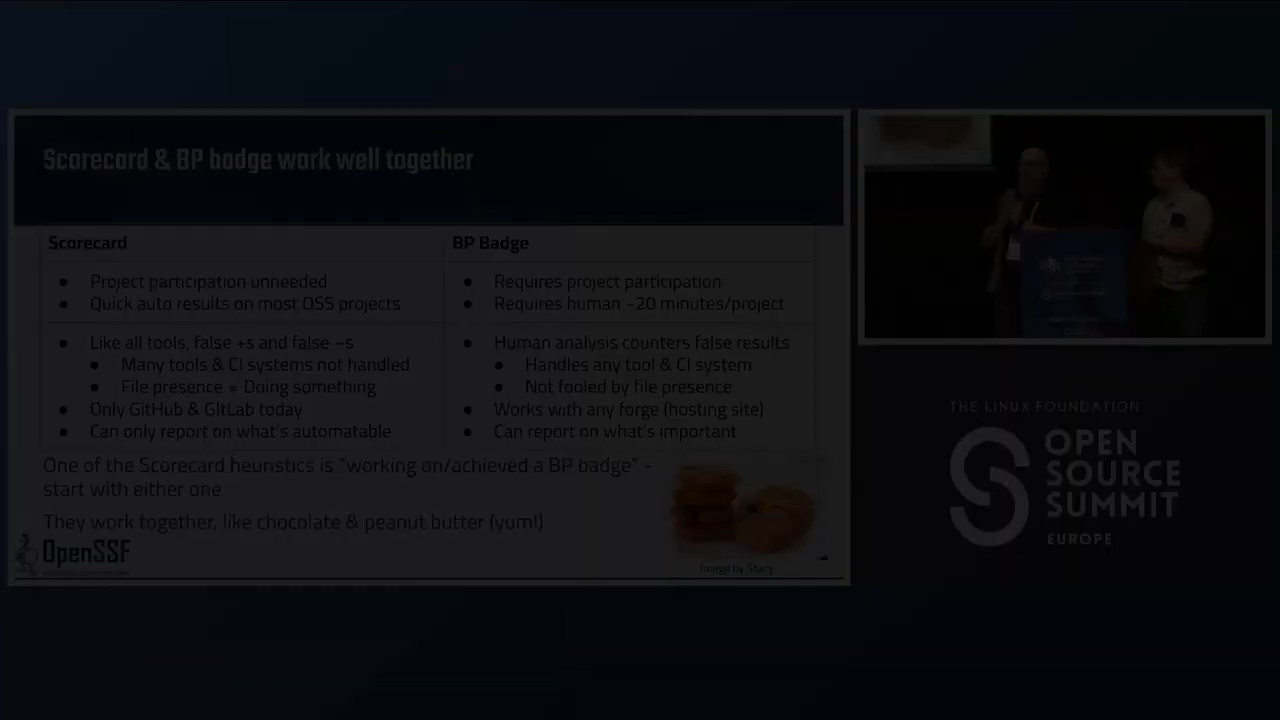 Scorecard & BP badge work well together
Scorecard
BP Badge
● Project participation unneeded
● Quick auto results on most OSS projects
● Requires project participation
● Requires human ~20 minutes/project
● Like all tools, false +s and false –s
● Many tools & CI systems not handled
● File presence = Doing something
● Only GitHub & GItLab today
● Can only report on what's automatable
● Human analysis counters false results
● Handles any tool & CI system
● Not fooled by file presence
● Works with any forge (hosting site)
● Can report on what's important
One of the Scorecard heuristics is "working on/achieved a BP badge" -
start with either one
They work together, like chocolate & peanut butter (yum!)
OpenSSF
Image by Stacy
THE LINUX FOUNDATION
OPEN
SOURCE
SUMMIT
EUROPE